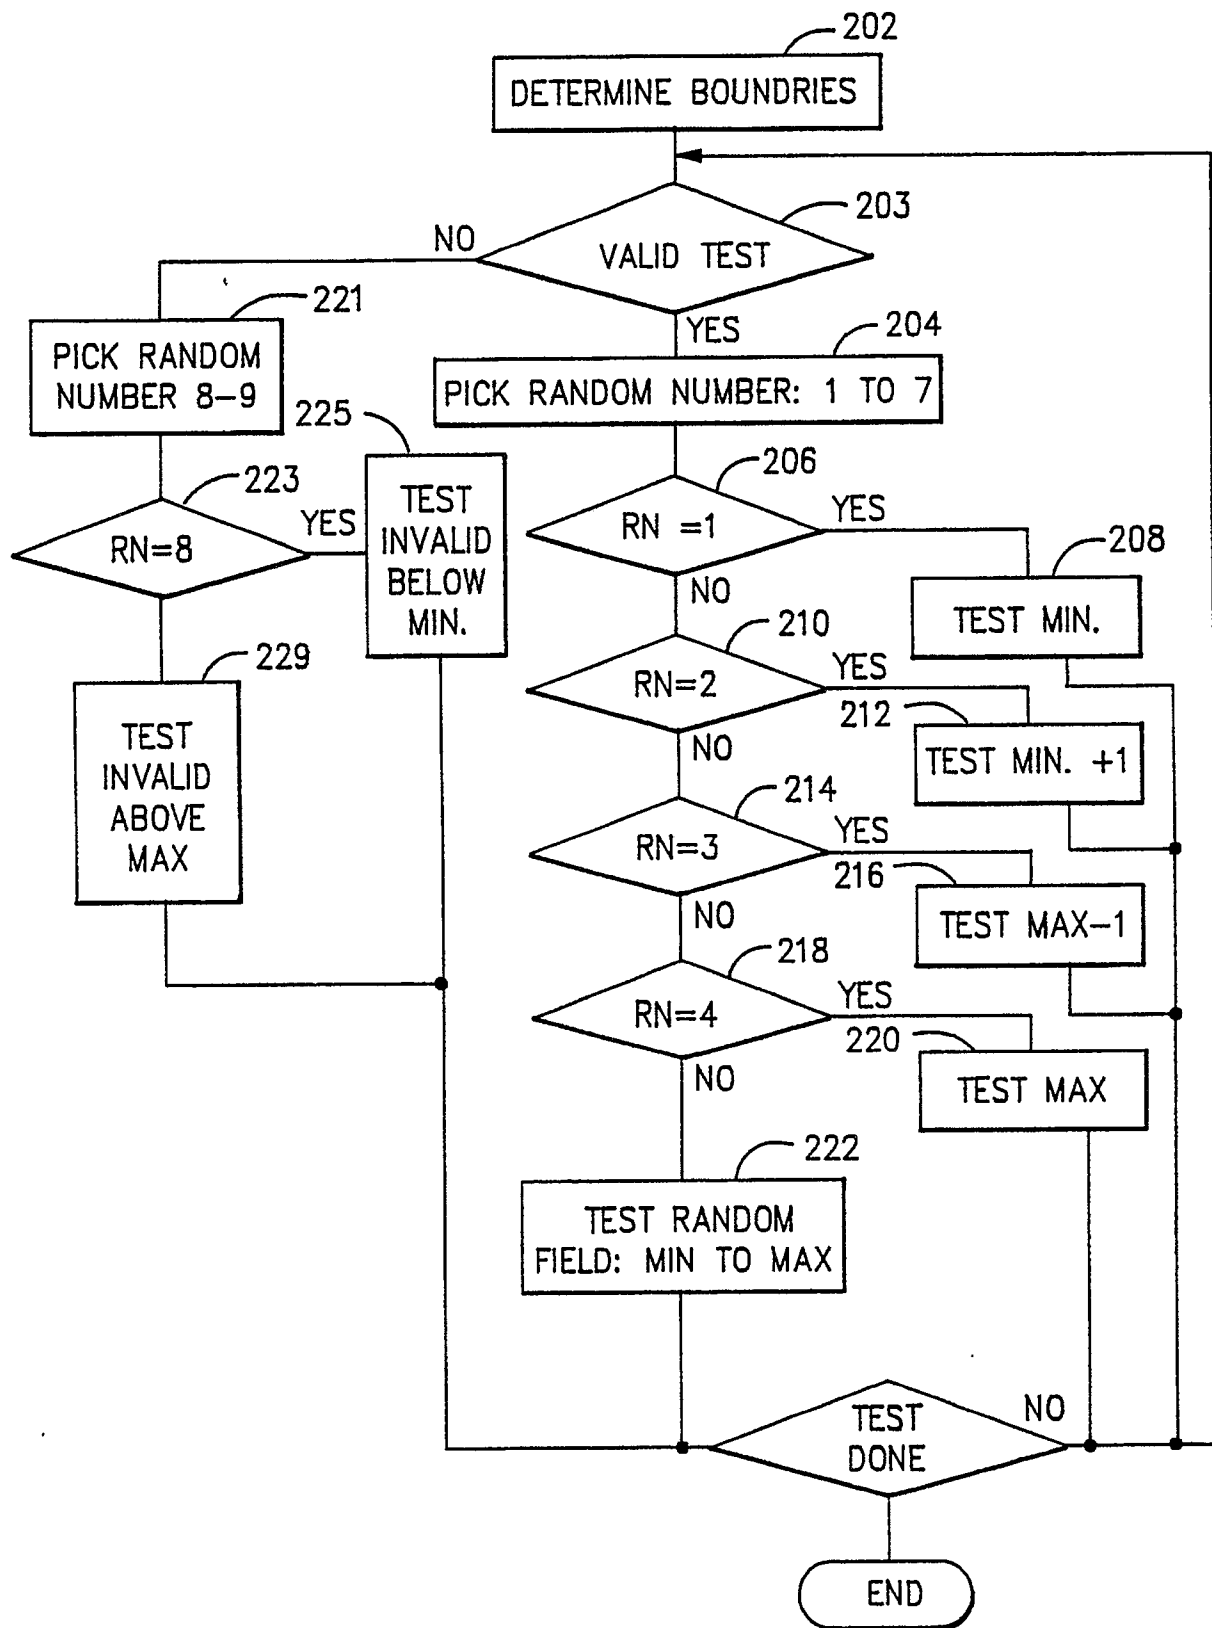 202
DETERMINE BOUNDRIES
203
VALID TEST
NO
YES
221
PICK RANDOM
NUMBER 8-9
204
PICK RANDOM NUMBER: 1 TO 7
225
TEST
INVALID
BELOW
MIN.
223
RN=8
YES
206
RN =1
YES
NO
208
TEST MIN.
229
TEST
INVALID
ABOVE
MAX
210
RN=2
YES
NO
212
TEST MIN. +1
214
RN=3
YES
NO
216
TEST MAX-1
218
RN=4
YES
NO
220
TEST MAX
222
TEST RANDOM
FIELD: MIN TO MAX
TEST
DONE
NO
END